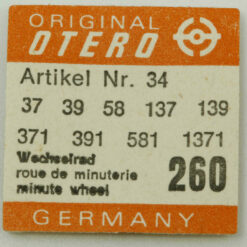 ORIGINAL
OTERO
Artikel Nr. 34
37 39 58 137 139
371 391 581 1371
Wechselrad
roue de minuterie
minute wheel
260
GERMANY